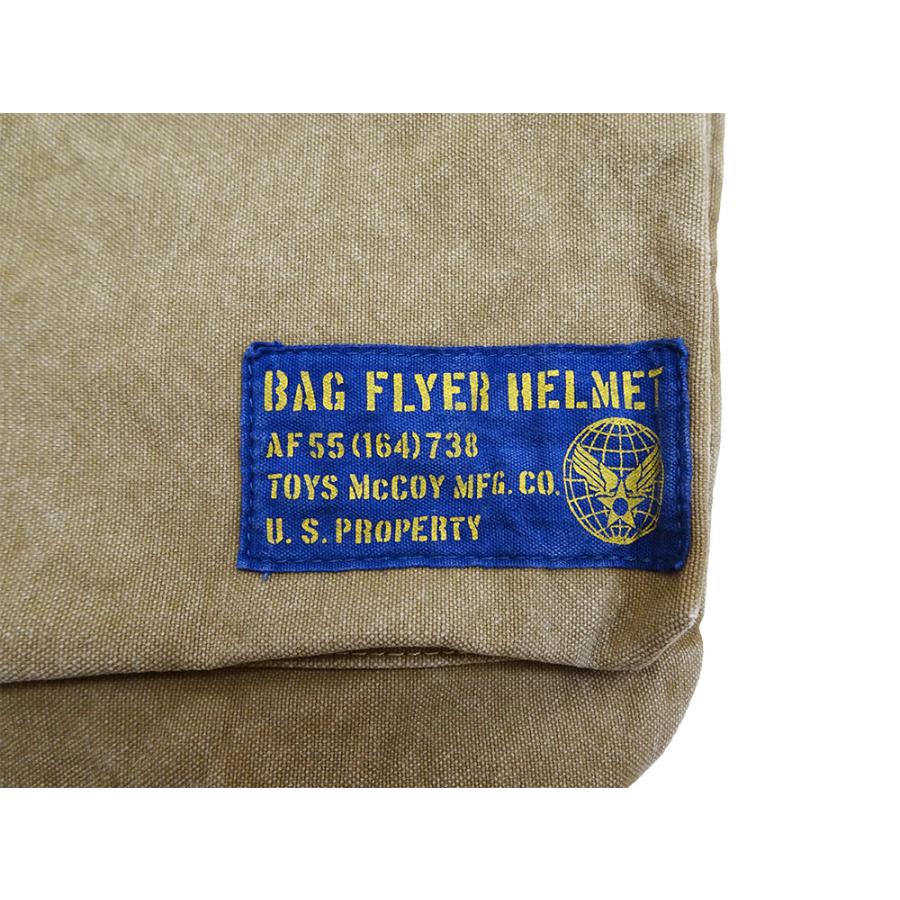 BAG FLYER HELMET
AF 55 (164) 738
TOYS McCOY MFG. CO.
U. S. PROPERTY